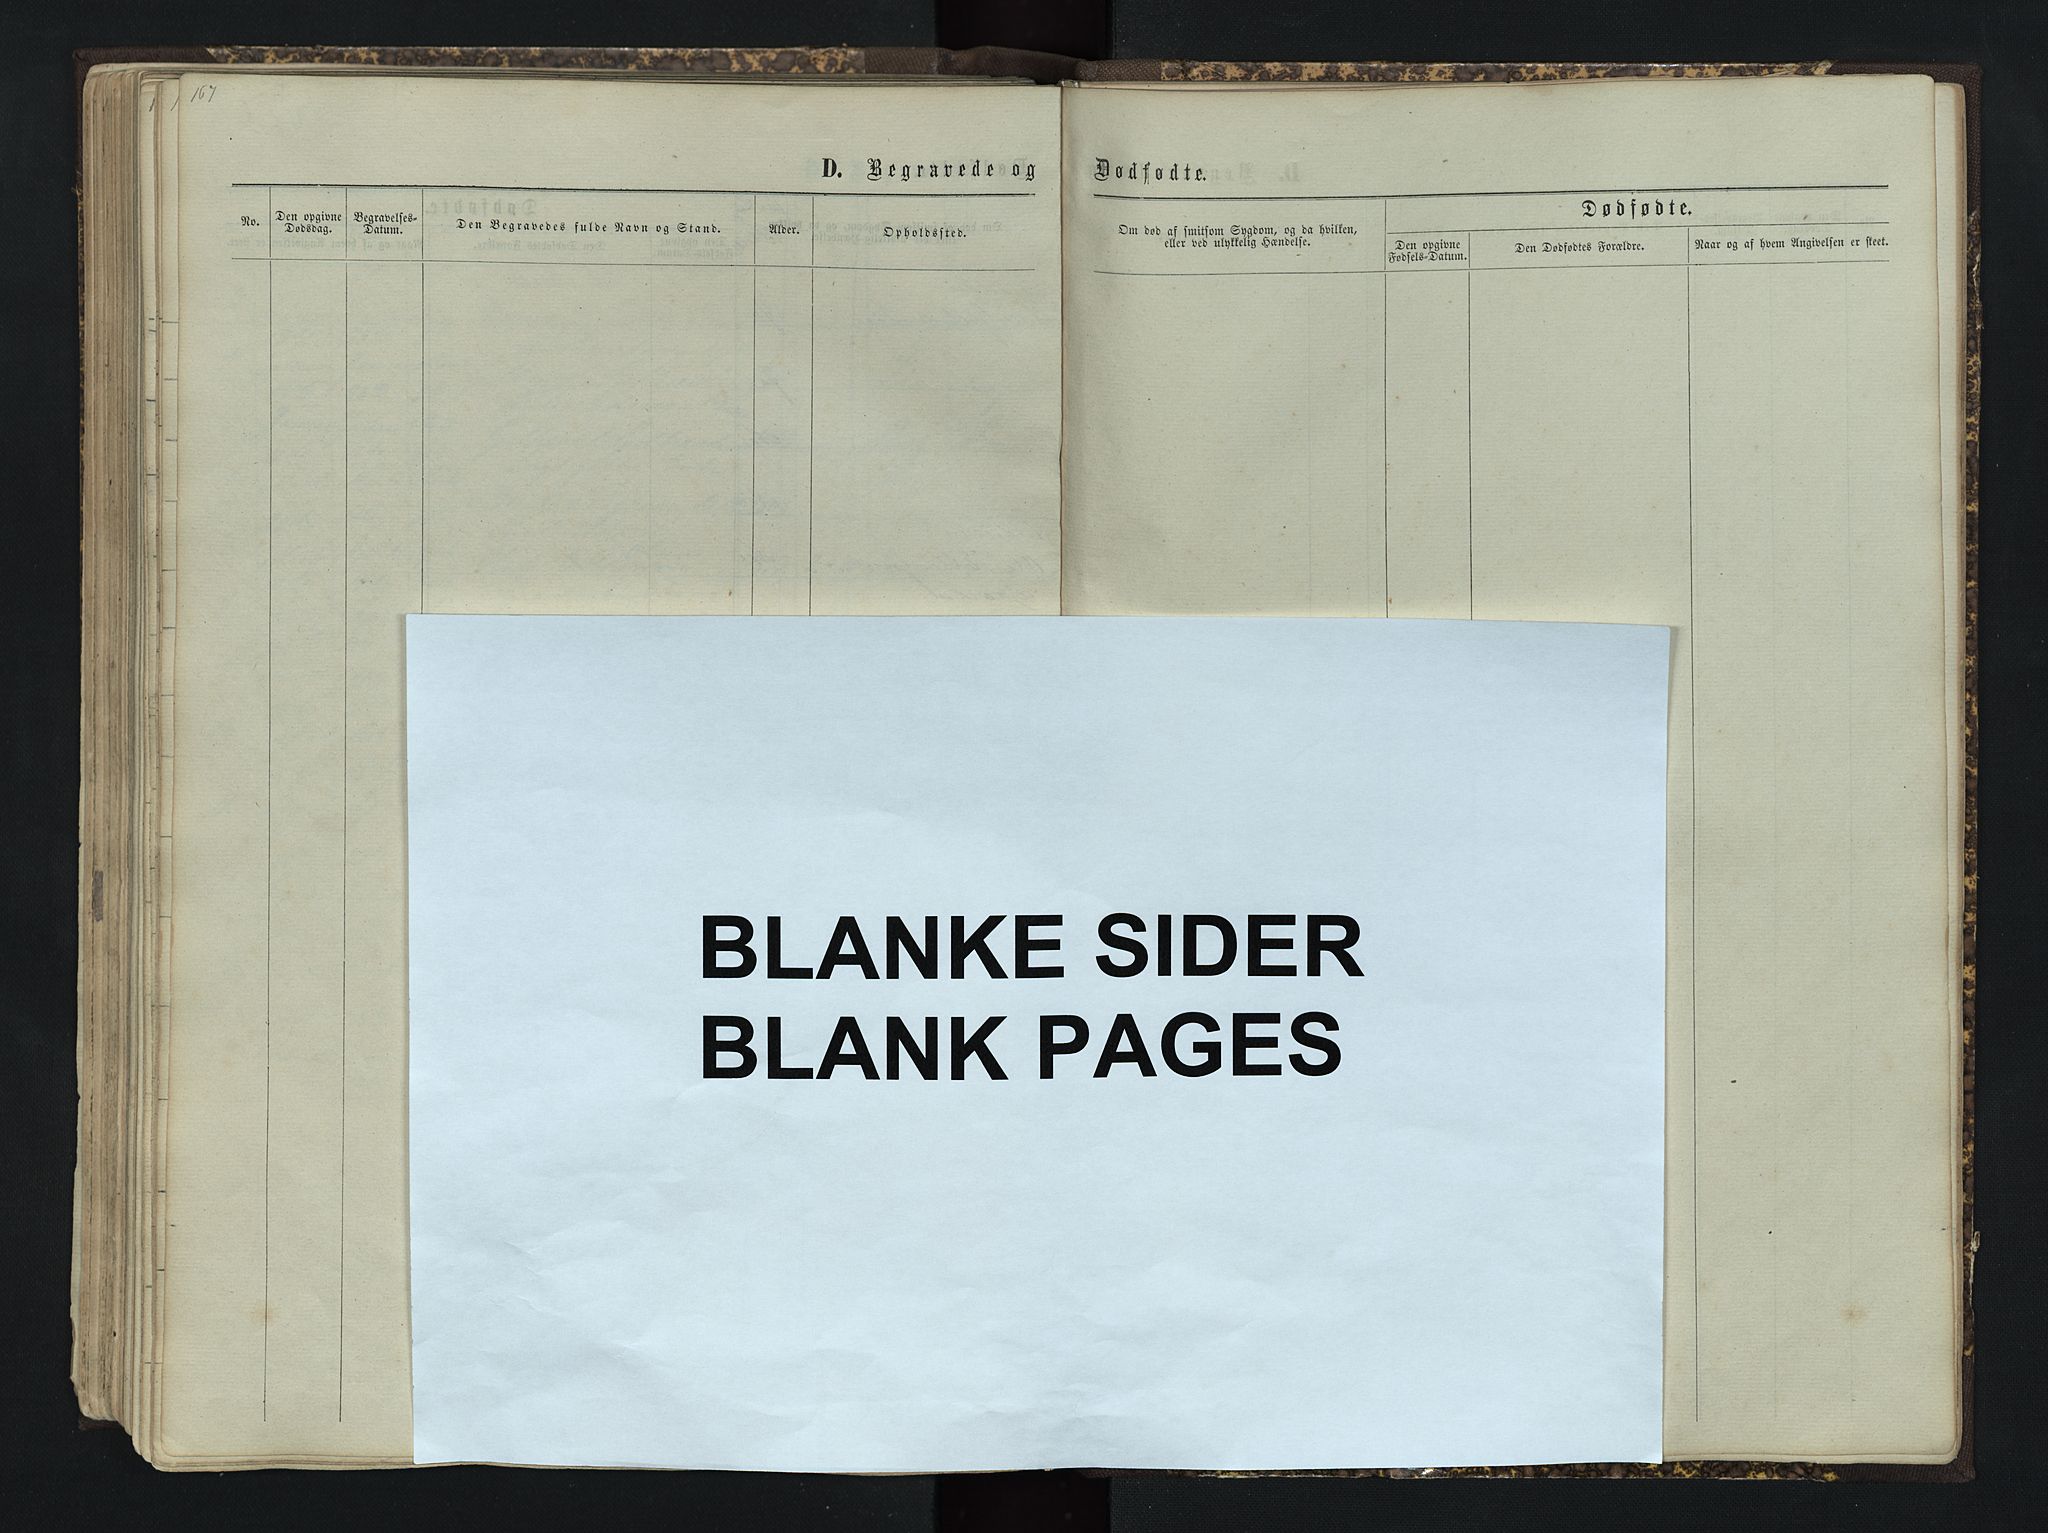 167
D. Begravede og Dødfødte.
No.
Den opgivne
Dødsdag.
Begravelses-
Datum.
Den Begravedes fulde Navn og Stand.
Alder.
Opholdssted.
Om død af smitsom Sygdom, og da hvilken,
eller ved ulykkelig Hændelse.
Dødfødte.
Den opgivne
Fødsels-Datum.
Den Dødfødtes Forældre.
Naar og af hvem Angivelsen er skeet.
BLANKE SIDER
BLANK PAGES